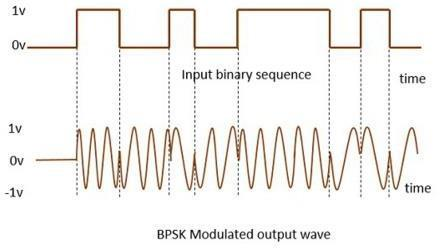 1v
0v
Input binary sequence
time
1v
0v
-1v
time
BPSK Modulated output wave